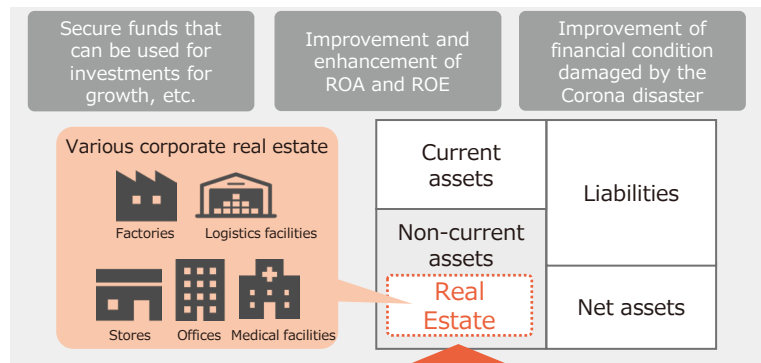 Secure funds that
can be used for
investments for
growth, etc.
Improvement and
enhancement of
ROA and ROE
Improvement of
financial condition
damaged by the
Corona disaster
Various corporate real estate
Factories
Logistics facilities
Stores
Offices
Medical facilities
Current
assets
Non-current
assets
Real
Estate
Liabilities
Net assets